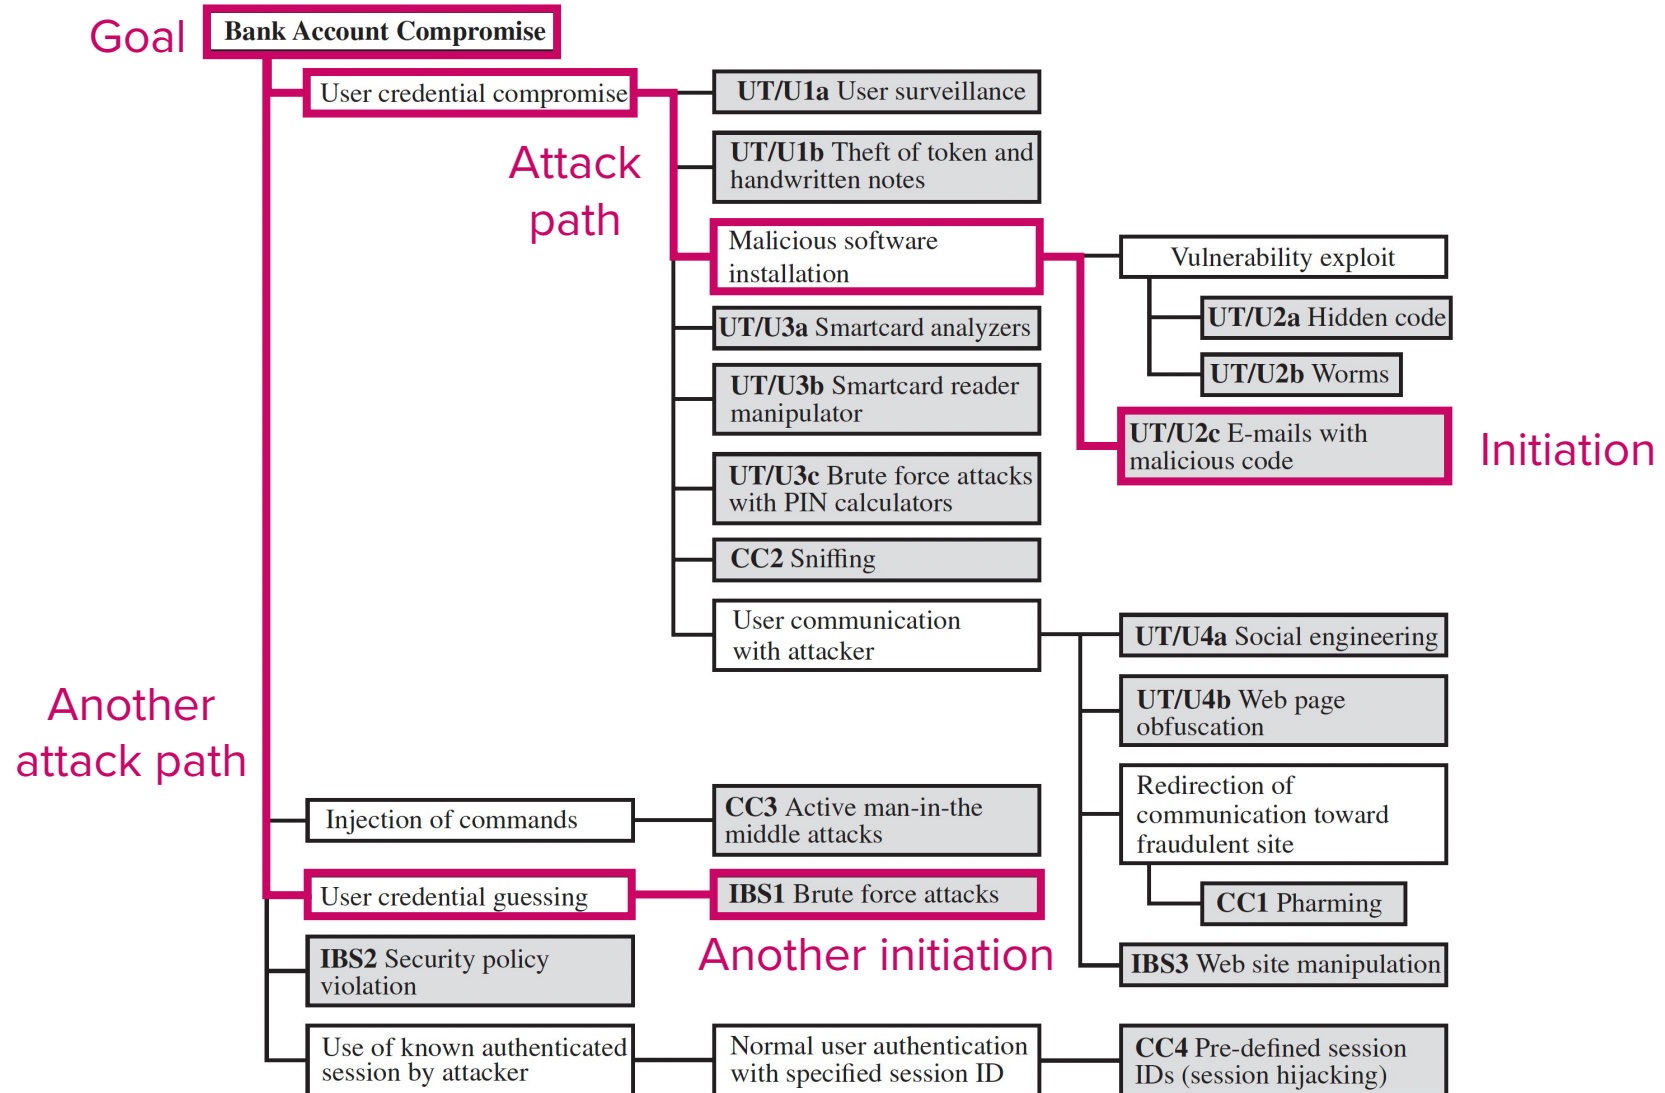 Goal
Bank Account Compromise
User credential compromise
UT/U1a User surveillance
Attack
path
UT/U1b Theft of token and
handwritten notes
Malicious software
installation
Vulnerability exploit
UT/U2a Hidden code
UT/U2b Worms
UT/U2c E-mails with
malicious code
Initiation
UT/U3a Smartcard analyzers
UT/U3b Smartcard reader
manipulator
UT/U3c Brute force attacks
with PIN calculators
CC2 Sniffing
User communication
with attacker
UT/U4a Social engineering
UT/U4b Web page
obfuscation
Redirection of
communication toward
fraudulent site
CC1 Pharming
IBS3 Web site manipulation
Another
attack path
Injection of commands
CC3 Active man-in-the
middle attacks
User credential guessing
IBS1 Brute force attacks
Another initiation
IBS2 Security policy
violation
Use of known authenticated
session by attacker
Normal user authentication
with specified session ID
CC4 Pre-defined session
IDs (session hijacking)